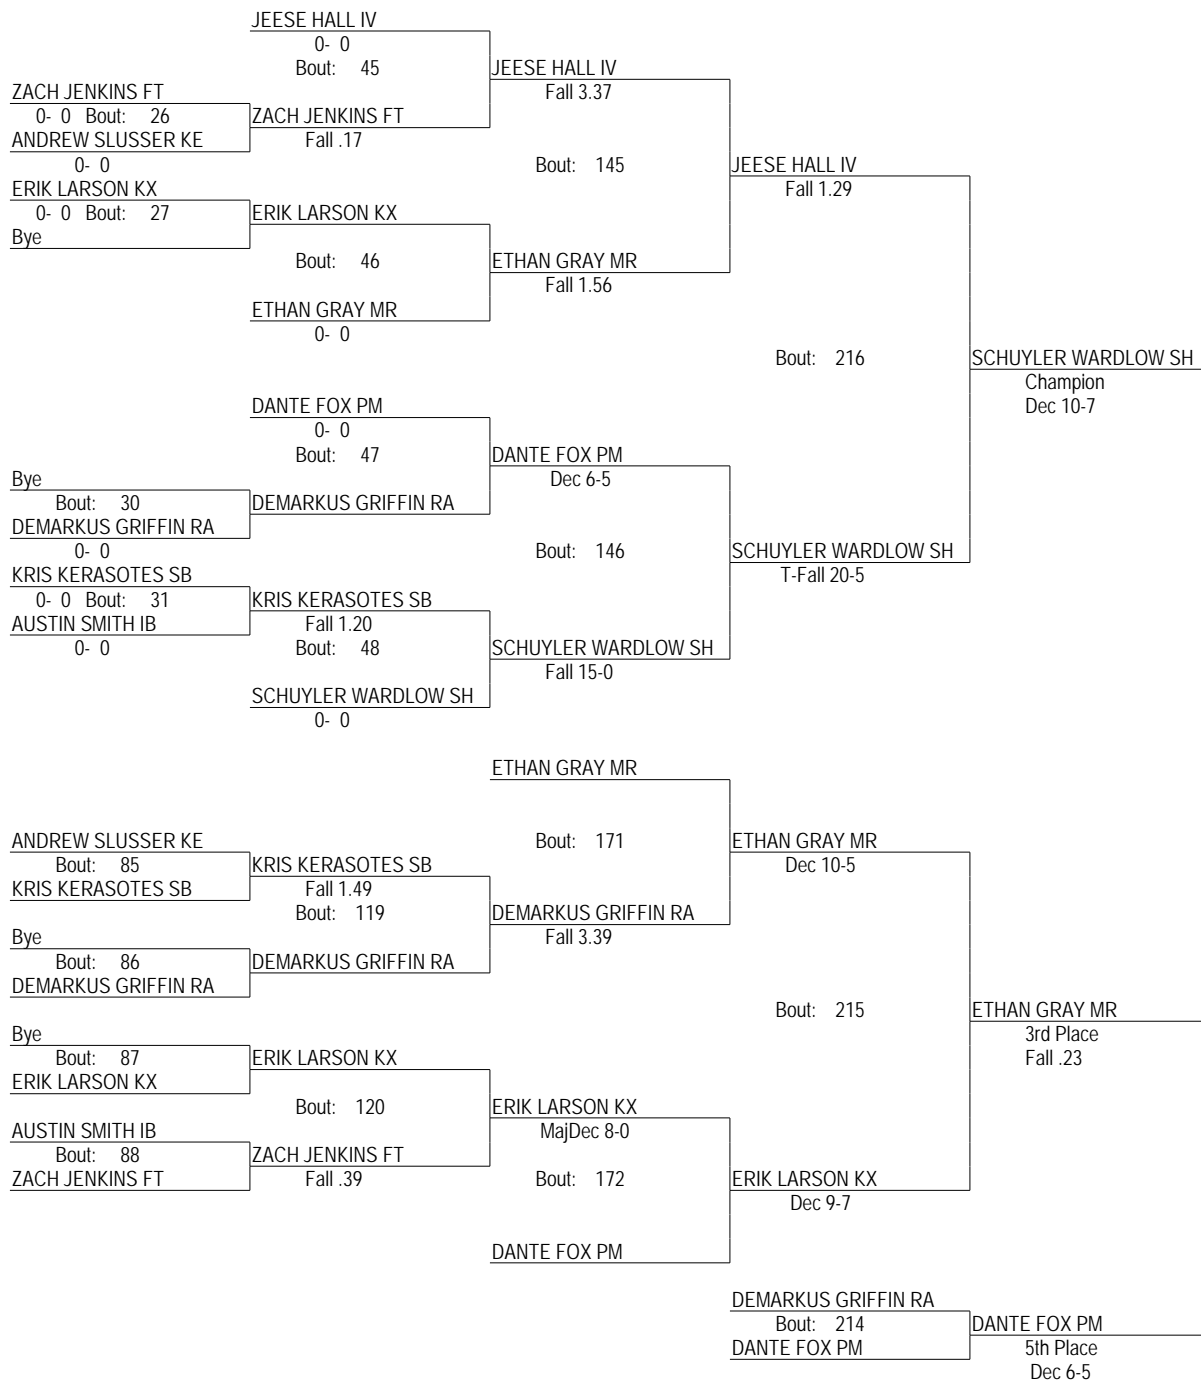 JEESE HALL IV
0- 0
Bout: 45
JEESE HALL IV
Fall 3.37
ZACH JENKINS FT
0- 0 Bout: 26
ZACH JENKINS FT
Fall .17
ANDREW SLUSSER KE
0- 0
Bout: 145
JEESE HALL IV
Fall 1.29
ERIK LARSON KX
0- 0 Bout: 27
ERIK LARSON KX
Bye
Bout: 46
ETHAN GRAY MR
Fall 1.56
ETHAN GRAY MR
0- 0
Bout: 216
SCHUYLER WARDLOW SH
Champion
Dec 10-7
DANTE FOX PM
0- 0
Bout: 47
DANTE FOX PM
Dec 6-5
Bye
Bout: 30
DEMARKUS GRIFFIN RA
DEMARKUS GRIFFIN RA
0- 0
Bout: 146
SCHUYLER WARDLOW SH
T-Fall 20-5
KRIS KERASOTES SB
0- 0 Bout: 31
KRIS KERASOTES SB
Fall 1.20
AUSTIN SMITH IB
0- 0
Bout: 48
SCHUYLER WARDLOW SH
Fall 15-0
SCHUYLER WARDLOW SH
0- 0
ETHAN GRAY MR
ANDREW SLUSSER KE
Bout: 85
KRIS KERASOTES SB
KRIS KERASOTES SB
Fall 1.49
Bout: 171
ETHAN GRAY MR
Dec 10-5
Bout: 119
DEMARKUS GRIFFIN RA
Fall 3.39
Bye
Bout: 86
DEMARKUS GRIFFIN RA
DEMARKUS GRIFFIN RA
Bout: 215
ETHAN GRAY MR
3rd Place
Fall .23
Bye
Bout: 87
ERIK LARSON KX
ERIK LARSON KX
Bout: 120
ERIK LARSON KX
MajDec 8-0
AUSTIN SMITH IB
Bout: 88
ZACH JENKINS FT
ZACH JENKINS FT
Fall .39
Bout: 172
ERIK LARSON KX
Dec 9-7
DANTE FOX PM
DEMARKUS GRIFFIN RA
Bout: 214
DANTE FOX PM
DANTE FOX PM
5th Place
Dec 6-5